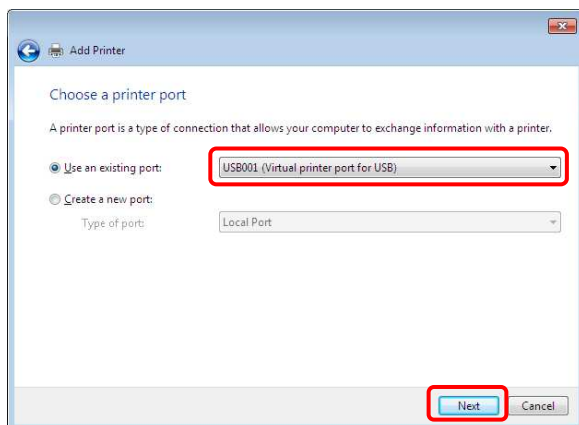 Add Printer
Choose a printer port
A printer port is a type of connection that allows your computer to exchange information with a printer.
Use an existing port: USB001 (Virtual printer port for USB)
Create a new port:
Type of port: Local Port
Next Cancel